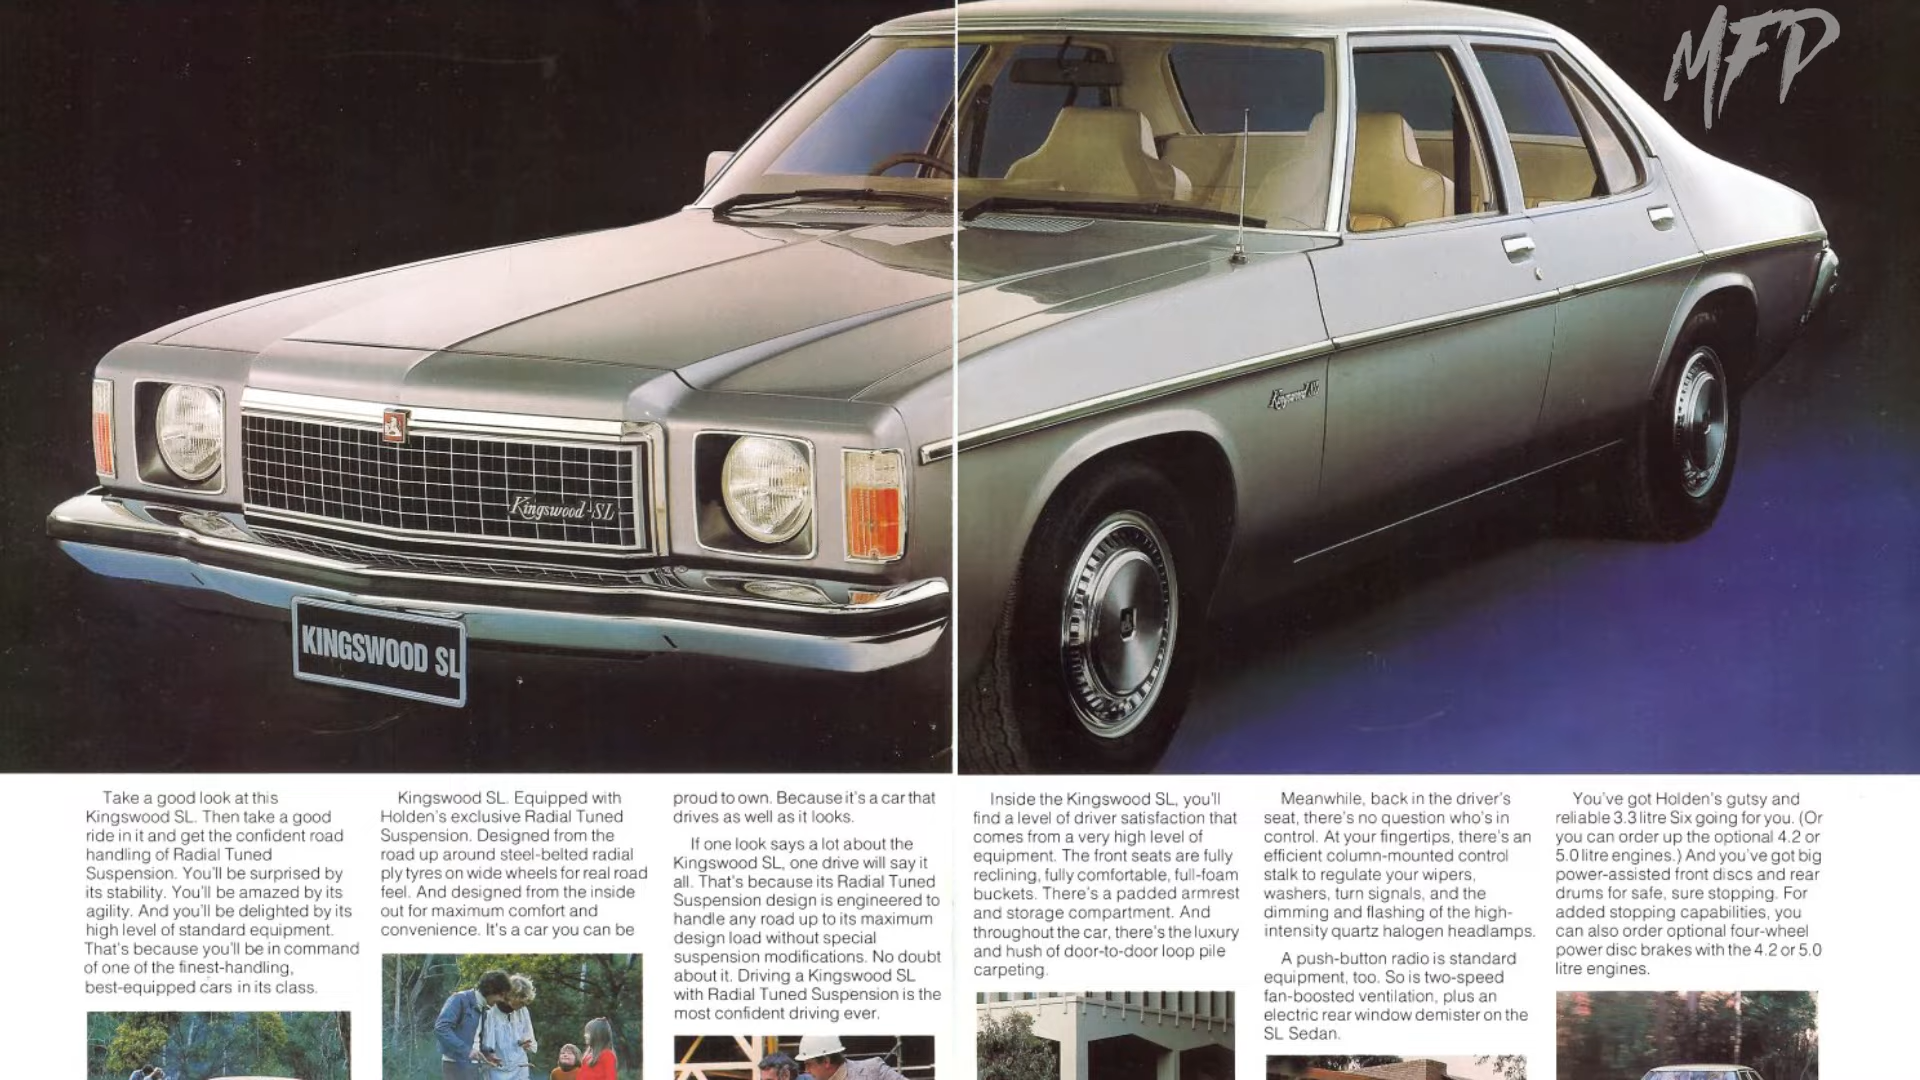 MFD
Kingswood SL
Kingswood SL
KINGSWOOD SL
Take a good look at this
Kingswood SL. Then take a good
ride in it and get the confident road
handling of Radial Tuned
Suspension. You'll be surprised by
its stability. You'll be amazed by its
agility. And you'll be delighted by its
high level of standard equipment.
That's because you'll be in command
of one of the finest-handling,
best-equipped cars in its class.
Kingswood SL. Equipped with
Holden's exclusive Radial Tuned
Suspension. Designed from the
road up around steel-belted radial
ply tyres on wide wheels for real road
feel. And designed from the inside
out for maximum comfort and
convenience. It's a car you can be
proud to own. Because it's a car that
drives as well as it looks.
If one look says a lot about the
Kingswood SL, one drive will say it
all. That's because its Radial Tuned
Suspension design is engineered to
handle any road up to its maximum
design load without special
suspension modifications. No doubt
about it. Driving a Kingswood SL
with Radial Tuned Suspension is the
most confident driving ever.
Inside the Kingswood SL, you'll
find a level of driver satisfaction that
comes from a very high level of
equipment. The front seats are fully
reclining, fully comfortable, full-foam
buckets. There's a padded armrest
and storage compartment. And
throughout the car, there's the luxury
and hush of door-to-door loop pile
carpeting.
Meanwhile, back in the driver's
seat, there's no question who's in
control. At your fingertips, there's an
efficient column-mounted control
stalk to regulate your wipers,
washers, turn signals, and the
dimming and flashing of the high-
intensity quartz halogen headlamps.
A push-button radio is standard
equipment, too. So is two-speed
fan-boosted ventilation, plus an
electric rear window demister on the
SL Sedan.
You've got Holden's gutsy and
reliable 3.3 litre Six going for you. (Or
you can order up the optional 4.2 or
5.0 litre engines.) And you've got big
power-assisted front discs and rear
drums for safe, sure stopping. For
added stopping capabilities, you
can also order optional four-wheel
power disc brakes with the 4.2 or 5.0
litre engines.